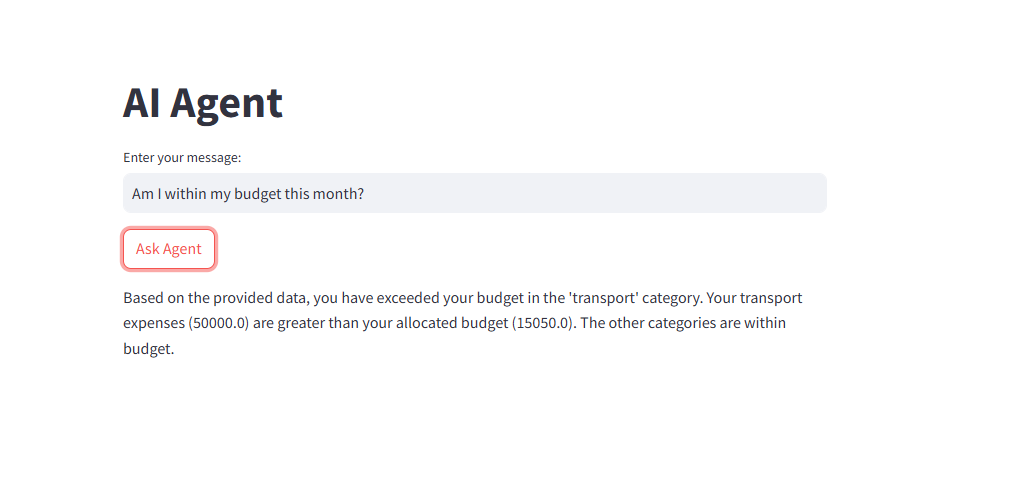 AI Agent
Enter your message:
Am I within my budget this month?
Ask Agent
Based on the provided data, you have exceeded your budget in the 'transport' category. Your transport
expenses (50000.0) are greater than your allocated budget (15050.0). The other categories are within
budget.